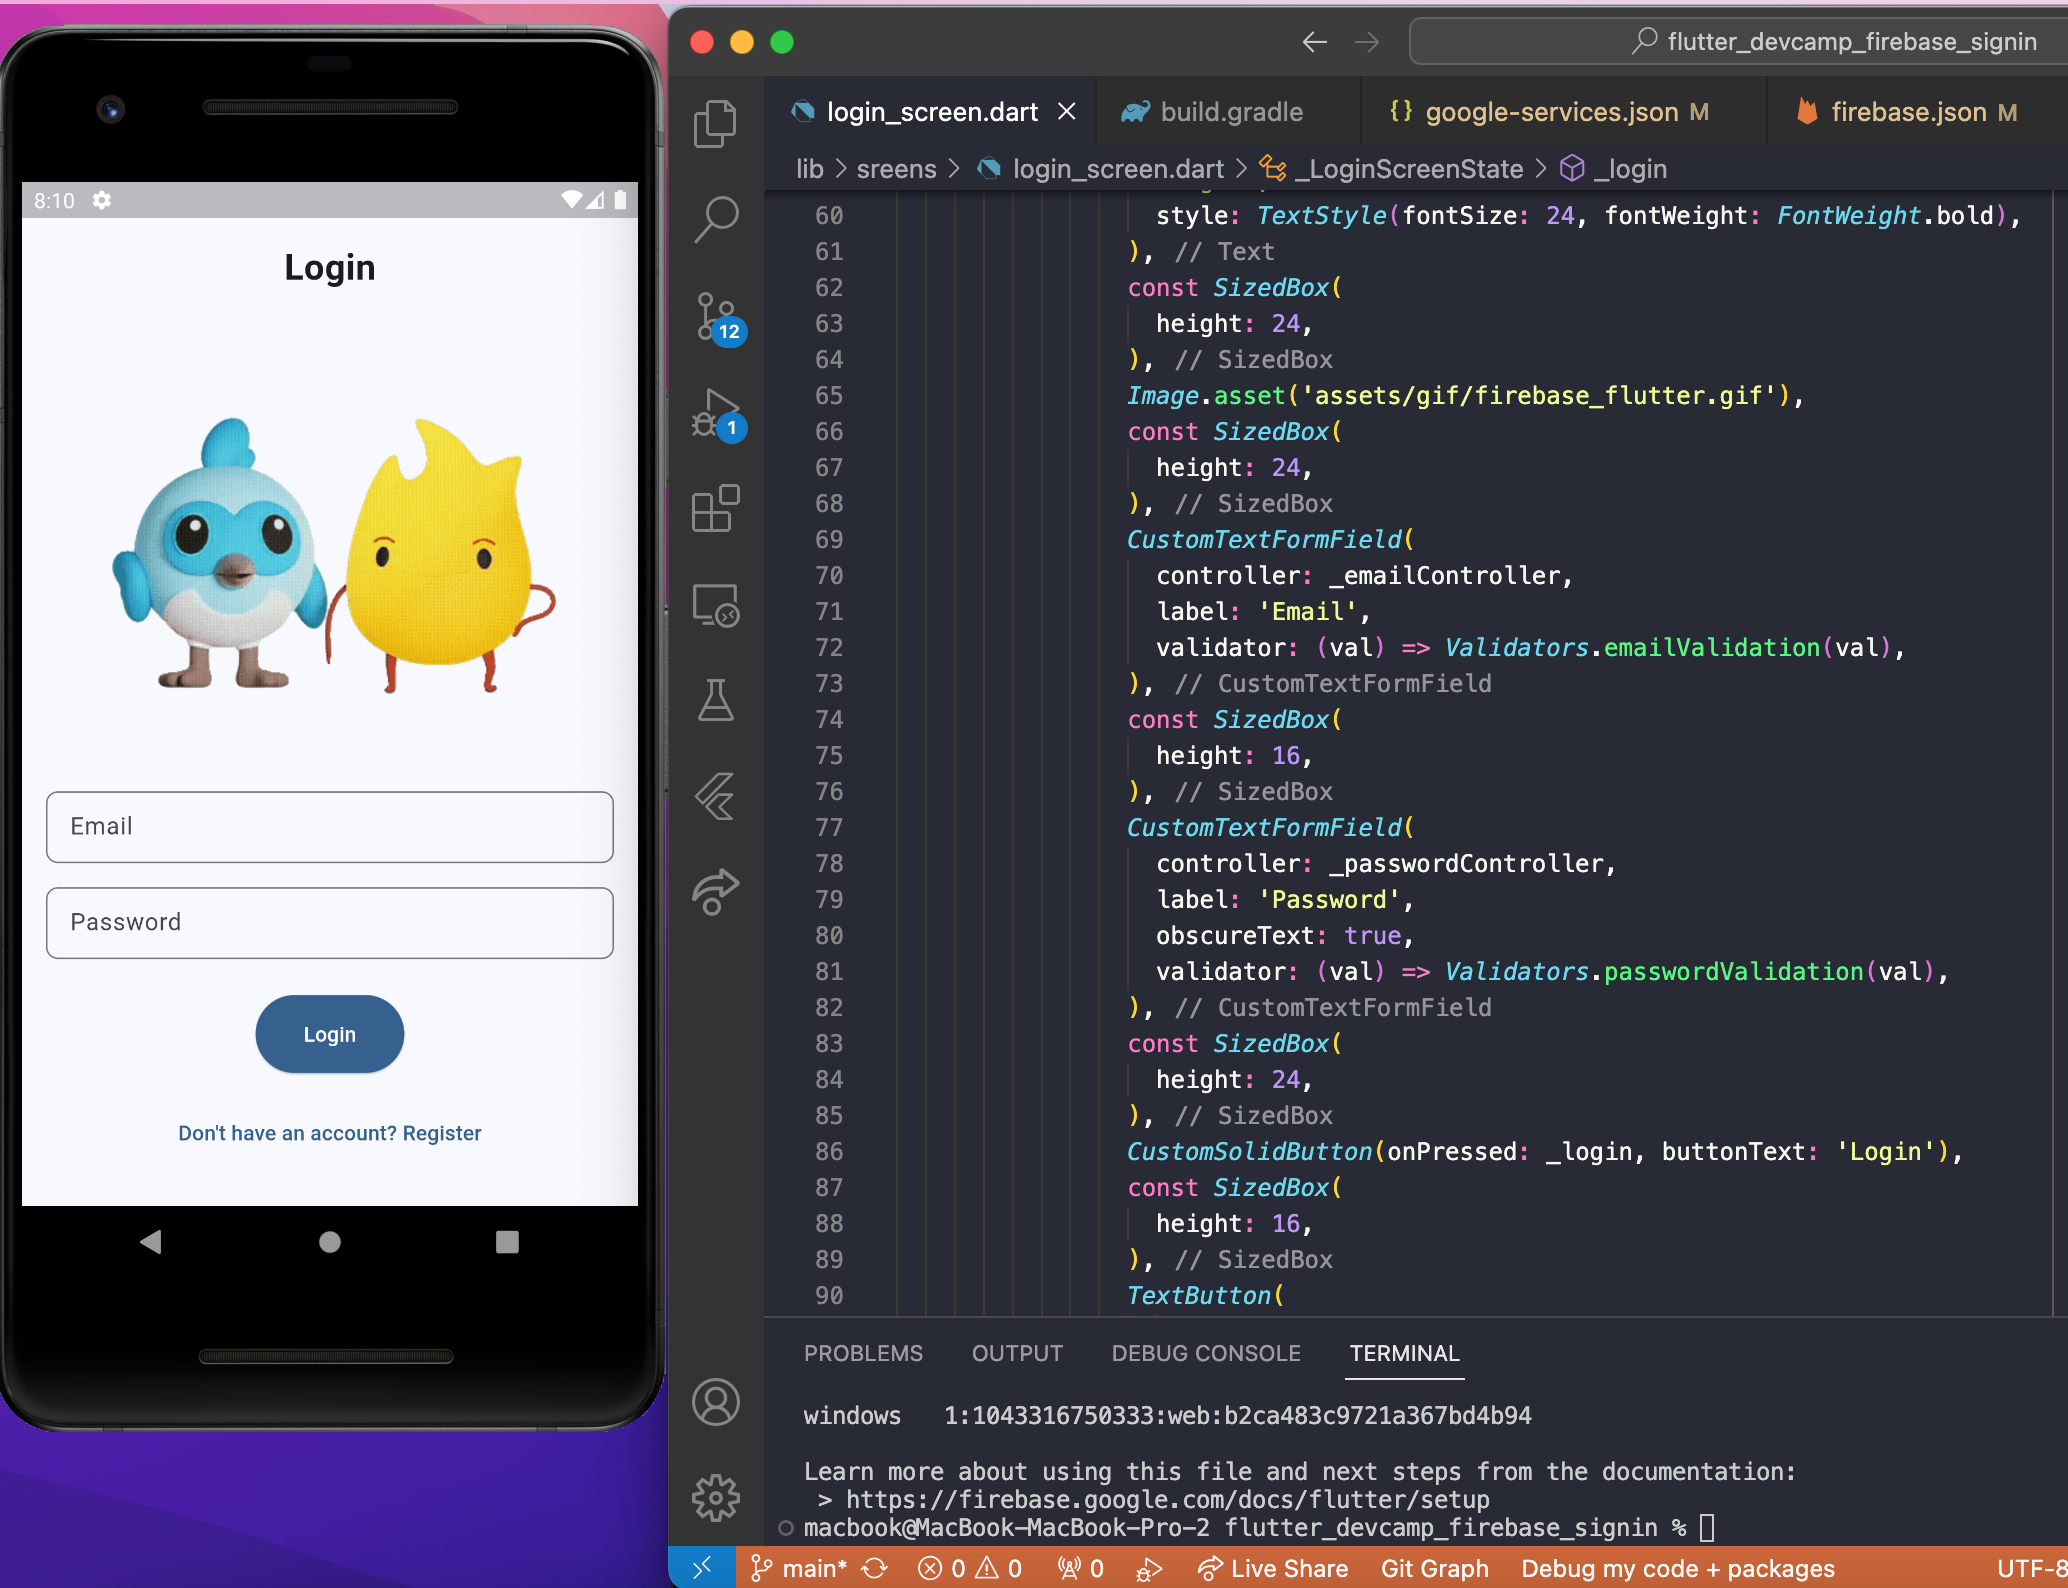 8:10
Login
Email
Password
Login
Don't have an account? Register
flutter_devcamp_firebase_signin
login_screen.dart
build.gradle
{} google-services.json M
firebase.json M
lib > sreens > login_screen.dart > _LoginScreenState > _login
12
1
60 style: TextStyle(fontSize: 24, fontWeight: FontWeight.bold),
61 ), // Text
62 const SizedBox(
63 height: 24,
64 ), // SizedBox
65 Image.asset('assets/gif/firebase_flutter.gif'),
66 const SizedBox(
67 height: 24,
68 ), // SizedBox
69 CustomTextFormField(
70 controller: _emailController,
71 label: 'Email',
72 validator: (val) => Validators.emailValidation(val),
73 ), // CustomTextFormField
74 const SizedBox(
75 height: 16,
76 ), // SizedBox
77 CustomTextFormField(
78 controller: _passwordController,
79 label: 'Password',
80 obscureText: true,
81 validator: (val) => Validators.passwordValidation(val),
82 ), // CustomTextFormField
83 const SizedBox(
84 height: 24,
85 ), // SizedBox
86 CustomSolidButton(onPressed: _login, buttonText: 'Login'),
87 const SizedBox(
88 height: 16,
89 ), // SizedBox
90 TextButton(
PROBLEMS OUTPUT DEBUG CONSOLE TERMINAL
windows 1:1043316750333:web:b2ca483c9721a367bd4b94
Learn more about using this file and next steps from the documentation:
> https://firebase.google.com/docs/flutter/setup
macbook@MacBook-MacBook-Pro-2 flutter_devcamp_firebase_signin %
main* 0 0 0 Live Share Git Graph Debug my code + packages UTF-8